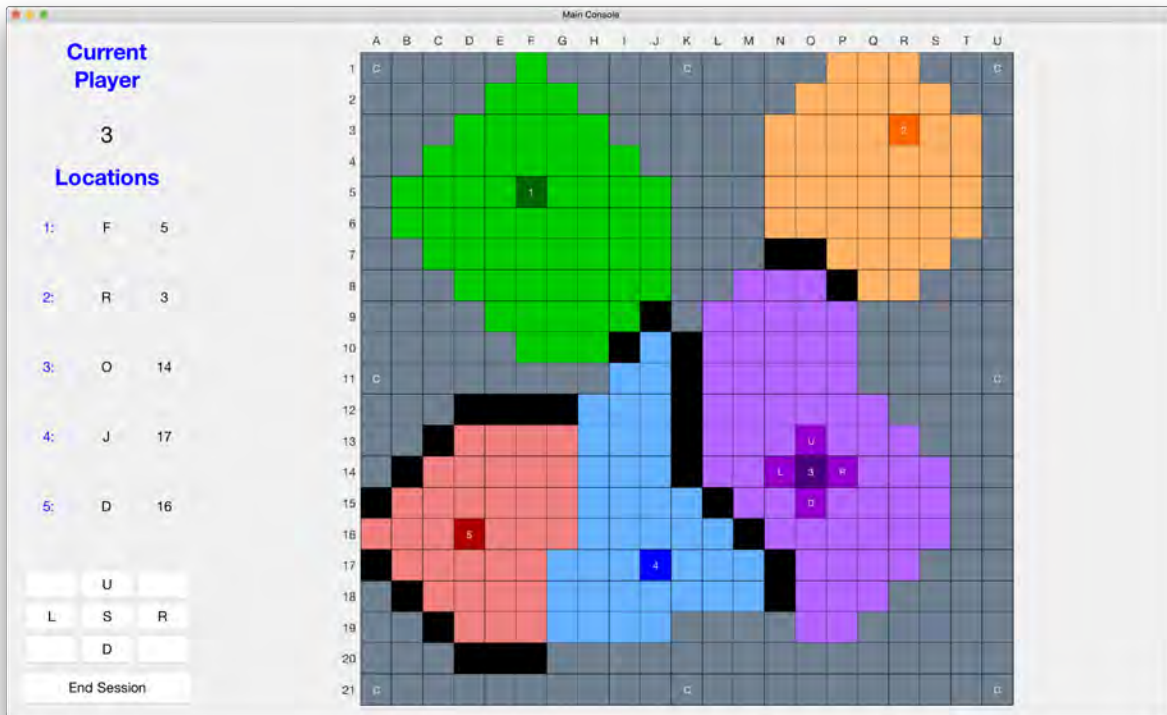 Main Console
Current
Player
3
Locations
1: F 5
2: R 3
3: O 14
4: J 17
5: D 16
U
L S R
D
End Session
A B C D E F G H I J K L M N O P Q R S T U
1 C C C
2
3 2
4
5 1
6
7
8
9
10
11 C C
12
13 U
14 L 3 R
15 D
16 5
17 4
18
19
20
21 C C C